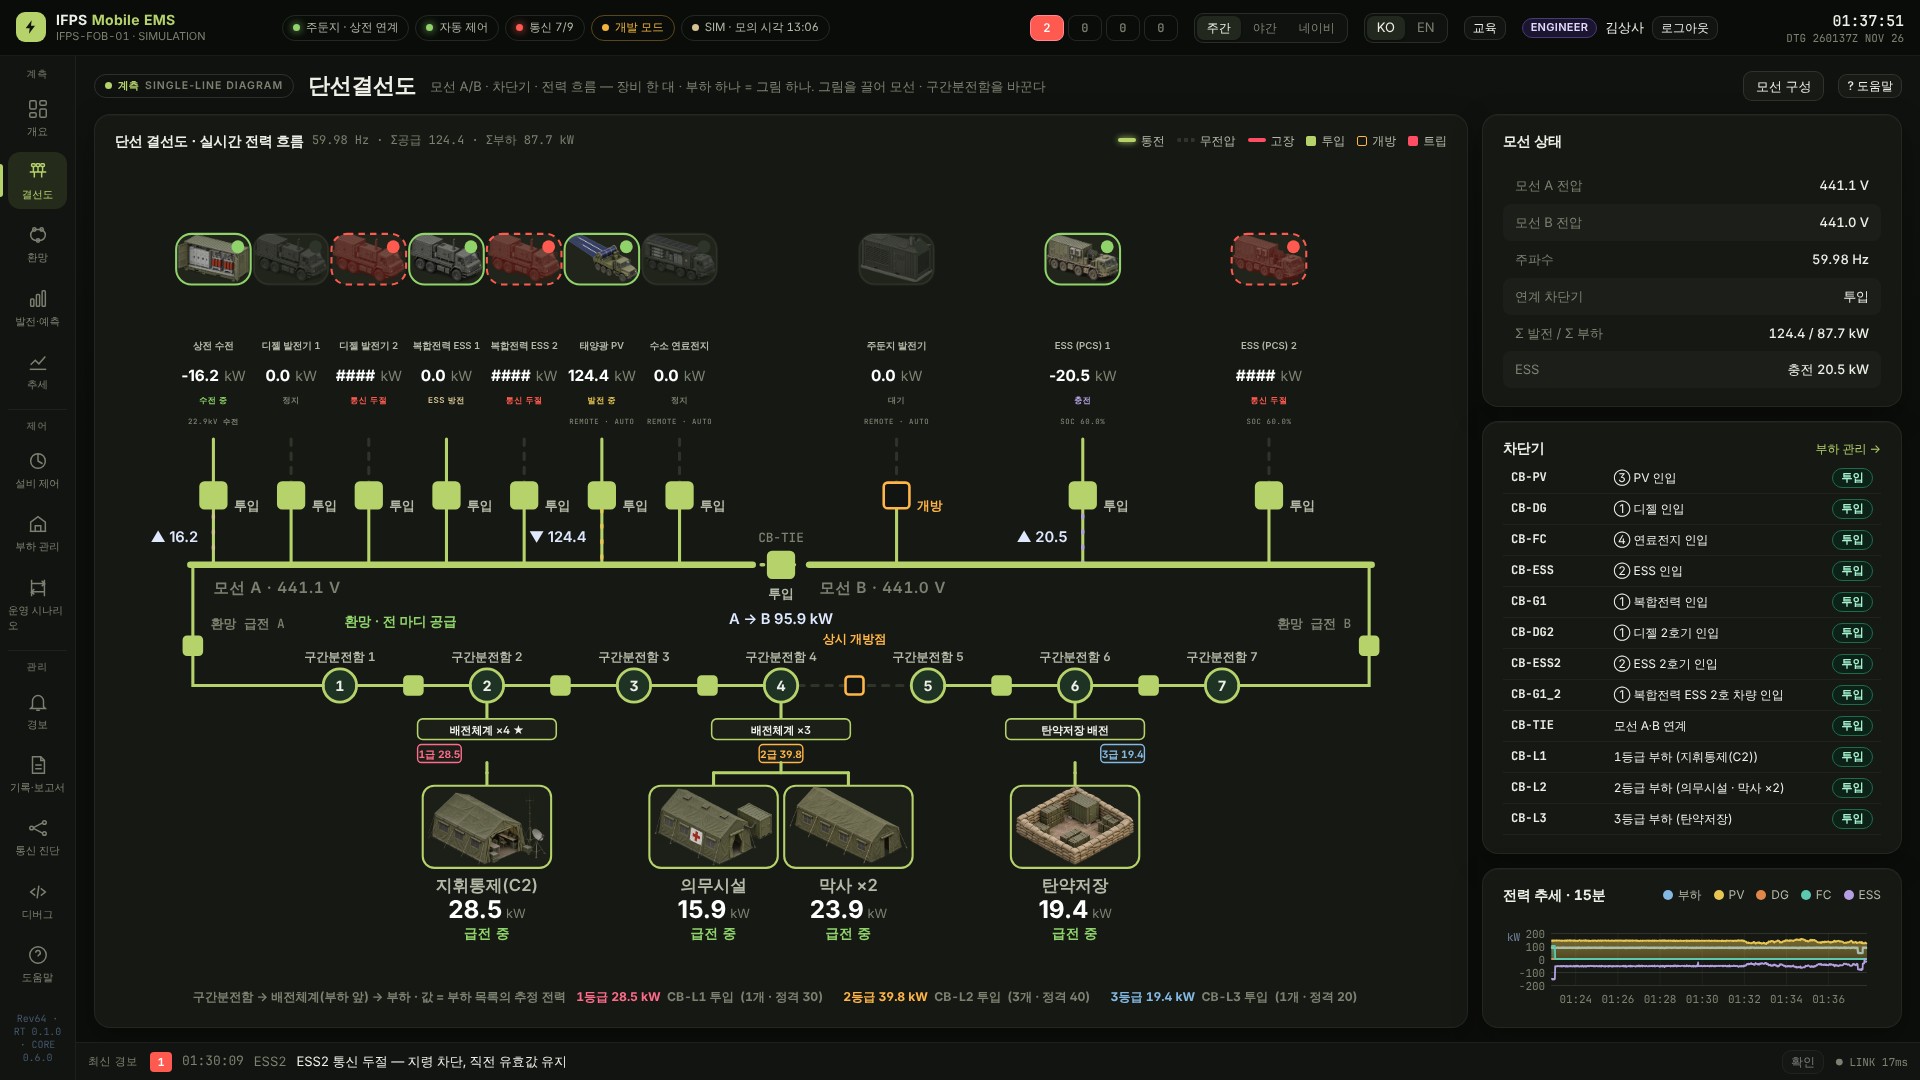 IFPS Mobile EMS
IFPS-FOB-01 · SIMULATION
주둔지 · 상전 연계
자동 제어
통신 7/9
개발 모드
SIM · 모의 시각 13:06
2 0 0 0
주간 야간 네이비
KO EN
교육
ENGINEER 김상사 로그아웃
01:37:51
DTG 260137Z NOV 26
계측
개요
결선도
환망
발전·예측
추세
제어
설비 제어
부하 관리
운영 시나리오
관리
경보
기록·보고서
통신 진단
디버그
도움말
Rev64 ·
RT 0.1.0
· CORE
0.6.0
계측 SINGLE-LINE DIAGRAM
단선결선도
모선 A/B · 차단기 · 전력 흐름 — 장비 한 대 · 부하 하나 = 그림 하나. 그림을 끌어 모선 · 구간분전함을 바꾼다
모선 구성
? 도움말
단선 결선도 · 실시간 전력 흐름 59.98 Hz · Σ공급 124.4 · Σ부하 87.7 kW
통전 무전압 고장 투입 개방 트립
상전 수전 디젤 발전기 1 디젤 발전기 2 복합전력 ESS 1 복합전력 ESS 2 태양광 PV 수소 연료전지 주둔지 발전기 ESS (PCS) 1 ESS (PCS) 2
-16.2 kW 0.0 kW #### kW 0.0 kW #### kW 124.4 kW 0.0 kW 0.0 kW -20.5 kW #### kW
수전 중 정지 통신 두절 ESS 방전 통신 두절 발전 중 정지 대기 충전 통신 두절
22.9kV 수전 REMOTE · AUTO REMOTE · AUTO REMOTE · AUTO SOC 60.0% SOC 60.0%
투입 투입 투입 투입 투입 투입 투입 개방 투입 투입
▲ 16.2 ▼ 124.4 CB-TIE ▲ 20.5
모선 A · 441.1 V 투입 모선 B · 441.0 V
환망 급전 A 환망 · 전 마디 공급 A → B 95.9 kW 환망 급전 B
상시 개방점
구간분전함 1 구간분전함 2 구간분전함 3 구간분전함 4 구간분전함 5 구간분전함 6 구간분전함 7
1 2 3 4 5 6 7
배전체계 ×4 ★ 배전체계 ×3 탄약저장 배전
1급 28.5 2급 39.8 3급 19.4
지휘통제(C2) 의무시설 막사 ×2 탄약저장
28.5 kW 15.9 kW 23.9 kW 19.4 kW
급전 중 급전 중 급전 중 급전 중
구간분전함 → 배전체계(부하 앞) → 부하 · 값 = 부하 목록의 추정 전력 1등급 28.5 kW CB-L1 투입 (1개 · 정격 30) 2등급 39.8 kW CB-L2 투입 (3개 · 정격 40) 3등급 19.4 kW CB-L3 투입 (1개 · 정격 20)
모선 상태
모선 A 전압 441.1 V
모선 B 전압 441.0 V
주파수 59.98 Hz
연계 차단기 투입
Σ 발전 / Σ 부하 124.4 / 87.7 kW
ESS 충전 20.5 kW
차단기 부하 관리 →
CB-PV ③ PV 인입 투입
CB-DG ① 디젤 인입 투입
CB-FC ④ 연료전지 인입 투입
CB-ESS ② ESS 인입 투입
CB-G1 ① 복합전력 인입 투입
CB-DG2 ① 디젤 2호기 인입 투입
CB-ESS2 ② ESS 2호기 인입 투입
CB-G1_2 ① 복합전력 ESS 2호 차량 인입 투입
CB-TIE 모선 A·B 연계 투입
CB-L1 1등급 부하 (지휘통제(C2)) 투입
CB-L2 2등급 부하 (의무시설 · 막사 ×2) 투입
CB-L3 3등급 부하 (탄약저장) 투입
전력 추세 · 15분 부하 PV DG FC ESS
kW 200
100
0
-100
-200
01:24 01:26 01:28 01:30 01:32 01:34 01:36
최신 경보 1 01:30:09 ESS2 ESS2 통신 두절 — 지령 차단, 직전 유효값 유지
확인 LINK 17ms